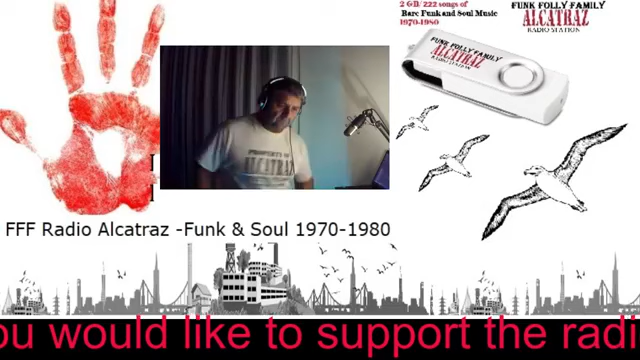 2 GB/ 222 songs of
Rare Funk and Soul Music
1970-1980
FUNK FOLLY FAMILY
ALCATRAZ
RADIO STATION
FUNK FOLLY FAMILY
ALCATRAZ
RADIO STATION
ALCATRAZ
FFF Radio Alcatraz -Funk & Soul 1970-1980
ou would like to support the radi